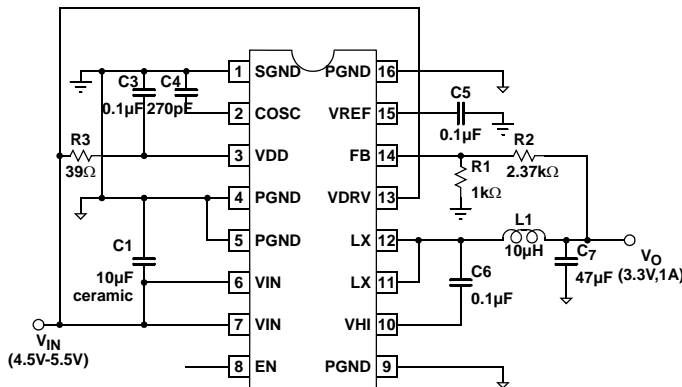 C3 C4
0.1µF 270pF
1 SGND PGND 16
C5
0.1µF
2 COSC VREF 15
R3
39Ω
3 VDD FB 14
R1
1kΩ
R2
2.37kΩ
4 PGND VDRV 13
C1
10µF
ceramic
5 PGND LX 12
L1
10µH
6 VIN LX 11
C6
0.1µF
C7
47µF
VO
(3.3V,1A)
7 VIN VHI 10
VIN
(4.5V-5.5V)
8 EN PGND 9